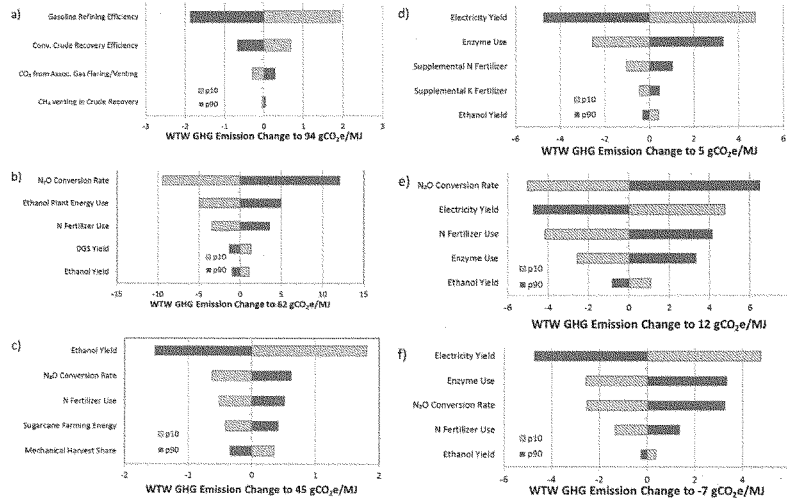 a)
Gasoline Refining Efficiency
Conv. Crude Recovery Efficiency
CO₂ from Assoc. Gas Flaring/Venting
CH₄ venting in Crude Recovery
p10
p90
-3 -2 -1 0 1 2 3
WTW GHG Emission Change to 94 gCO₂e/MJ
b)
N₂O Conversion Rate
Ethanol Plant Energy Use
N Fertilizer Use
DGS Yield
Ethanol Yield
p10
p90
-15 -10 -5 0 5 10 15
WTW GHG Emission Change to 62 gCO₂e/MJ
c)
Ethanol Yield
N₂O Conversion Rate
N Fertilizer Use
Sugarcane Farming Energy
Mechanical Harvest Share
p10
p90
-2 -1 0 1 2
WTW GHG Emission Change to 45 gCO₂e/MJ
d)
Electricity Yield
Enzyme Use
Supplemental N Fertilizer
Supplemental K Fertilizer
Ethanol Yield
p10
p90
-6 -4 -2 0 2 4 6
WTW GHG Emission Change to 5 gCO₂e/MJ
e)
N₂O Conversion Rate
Electricity Yield
N Fertilizer Use
Enzyme Use
Ethanol Yield
p10
p90
-6 -4 -2 0 2 4 6
WTW GHG Emission Change to 12 gCO₂e/MJ
f)
Electricity Yield
Enzyme Use
N₂O Conversion Rate
N Fertilizer Use
Ethanol Yield
p10
p90
-6 -4 -2 0 2 4
WTW GHG Emission Change to -7 gCO₂e/MJ